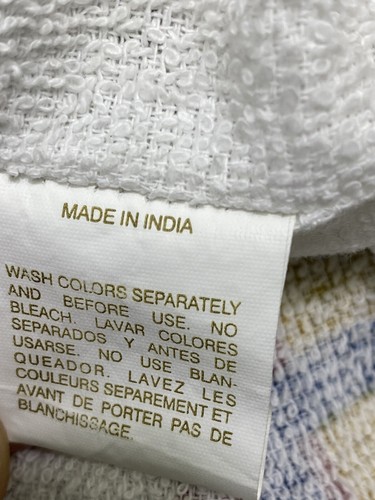 MADE IN INDIA
WASH COLORS SEPARATELY
AND BEFORE USE. NO
BLEACH. LAVAR COLORES
SEPARADOS Y ANTES DE
USARSE. NO USE BLAN-
QUEADOR. LAVEZ LES
COULEURS SEPAREMENT ET
AVANT DE PORTER PAS DE
BLANCHISSAGE.